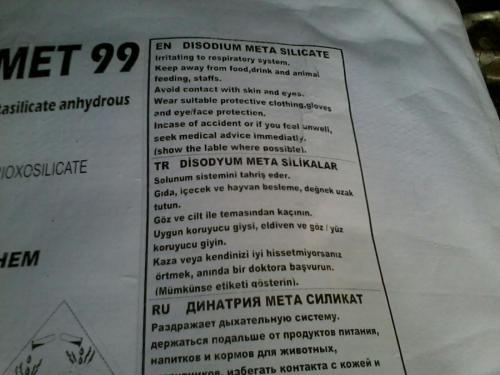 MET 99
tasilicate anhydrous
IOXOSILICATE
HEM
EN DISODIUM META SILICATE
Irritating to respiratory system.
Keep away from food,drink and animal
feeding, staffs.
Avoid contact with skin and eyes.
Wear suitable protective clothing,gloves
and eye/face protection.
Incase of accident or if you feel unwell,
seek medical advice immediatly.
(show the lable where possible).
TR DİSODYUM META SİLİKALAR
Solunum sistemini tahriş eder.
Gıda, içecek ve hayvan besleme, değnek uzak
tutun.
Göz ve cilt ile temasından kaçının.
Uygun koruyucu giysi, eldiven ve göz / yüz
koruyucu giyin.
Kaza veya kendinizi iyi hissetmiyorsanız
örtmek, anında bir doktora başvurun.
(Mümkünse etiketi gösterin).
RU ДИНАТРИЯ МЕТА СИЛИКАТ
Раздражает дыхательную систему.
держаться подальше от продуктов питания,
напитков и кормов для животных,
избегать контакта с кожей и